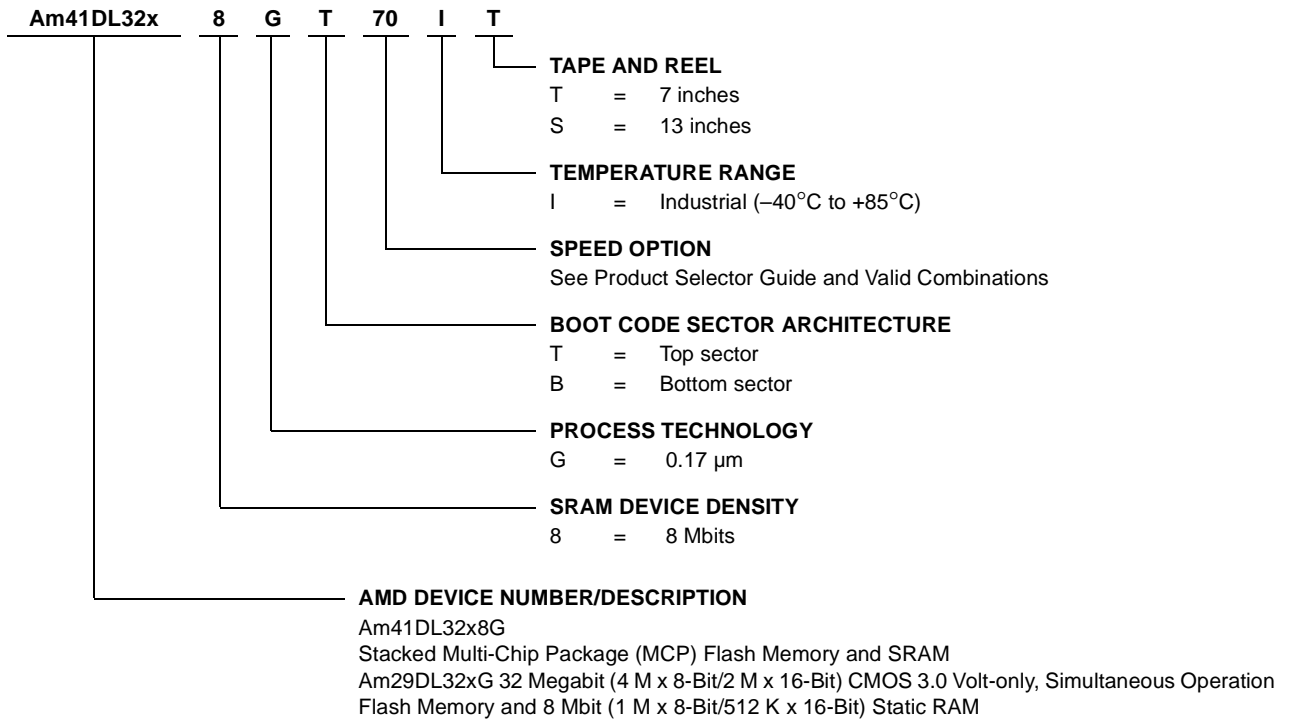 Am41DL32x 8 G T 70 I T
TAPE AND REEL
T = 7 inches
S = 13 inches
TEMPERATURE RANGE
I = Industrial (–40°C to +85°C)
SPEED OPTION
See Product Selector Guide and Valid Combinations
BOOT CODE SECTOR ARCHITECTURE
T = Top sector
B = Bottom sector
PROCESS TECHNOLOGY
G = 0.17 µm
SRAM DEVICE DENSITY
8 = 8 Mbits
AMD DEVICE NUMBER/DESCRIPTION
Am41DL32x8G
Stacked Multi-Chip Package (MCP) Flash Memory and SRAM
Am29DL32xG 32 Megabit (4 M x 8-Bit/2 M x 16-Bit) CMOS 3.0 Volt-only, Simultaneous Operation
Flash Memory and 8 Mbit (1 M x 8-Bit/512 K x 16-Bit) Static RAM